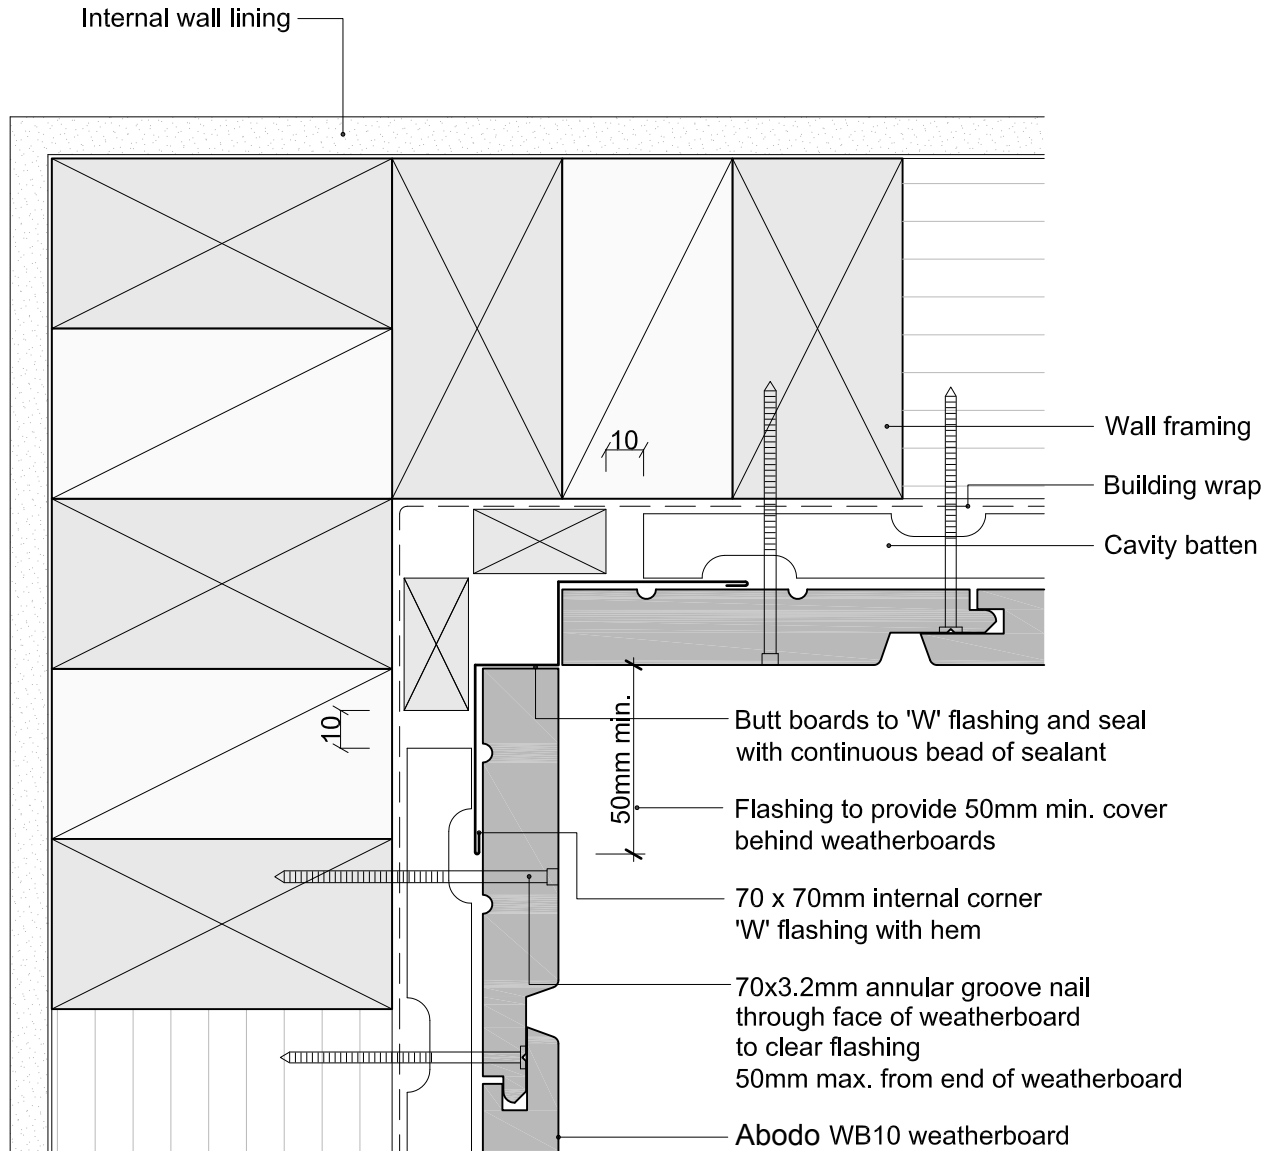 Internal wall lining
10
Wall framing
Building wrap
Cavity batten
10
50mm min.
Butt boards to 'W' flashing and seal
with continuous bead of sealant
Flashing to provide 50mm min. cover
behind weatherboards
70 x 70mm internal corner
'W' flashing with hem
70x3.2mm annular groove nail
through face of weatherboard
to clear flashing
50mm max. from end of weatherboard
Abodo WB10 weatherboard